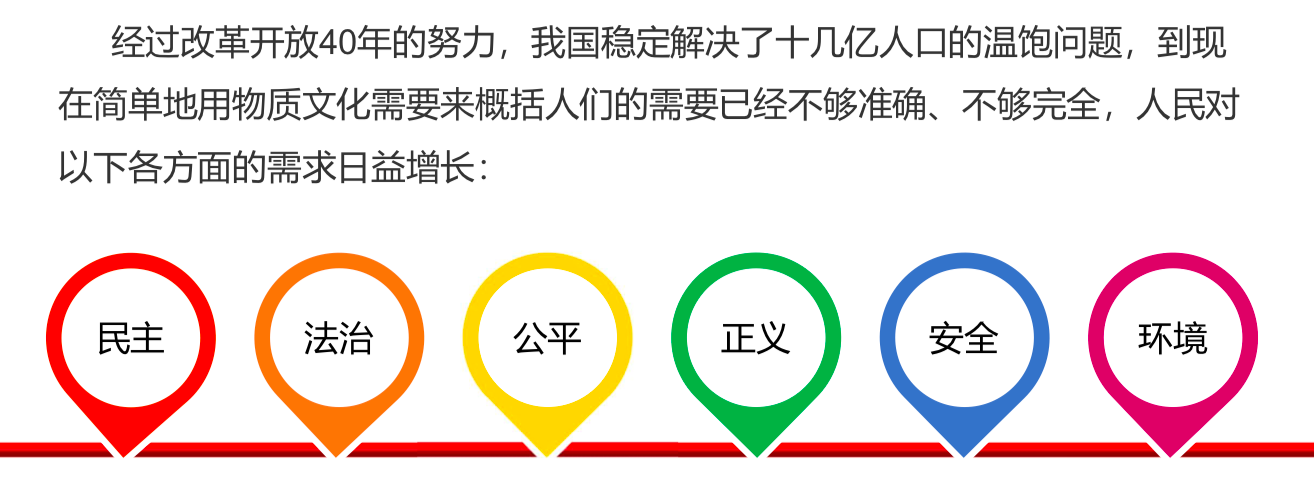 经过改革开放40年的努力，我国稳定解决了十几亿人口的温饱问题，到现
在简单地用物质文化需要来概括人们的需要已经不够准确、不够完全，人民对
以下各方面的需求日益增长：
民主
法治
公平
正义
安全
环境